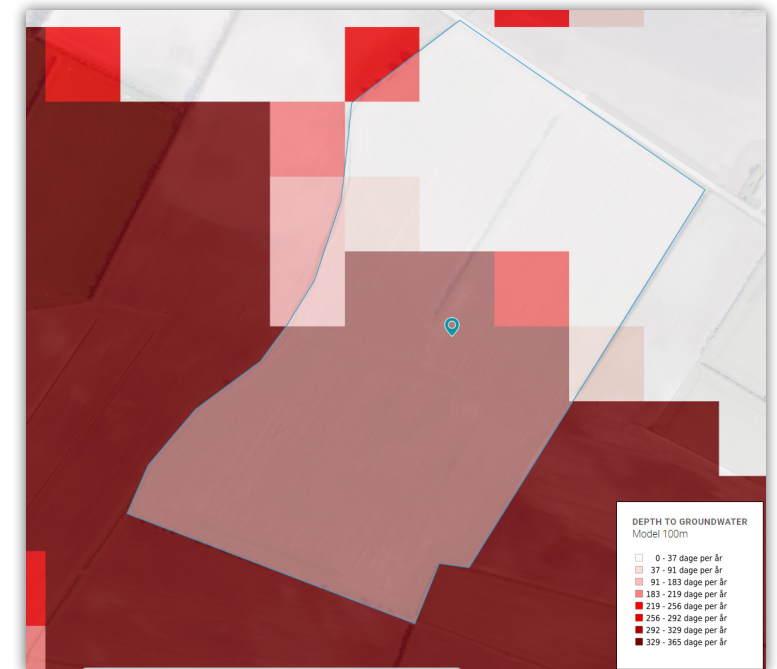 DEPTH TO GROUNDWATER
Model 100m
0 - 37 dage per år
37 - 91 dage per år
91 - 183 dage per år
183 - 219 dage per år
219 - 256 dage per år
256 - 292 dage per år
292 - 329 dage per år
329 - 365 dage per år